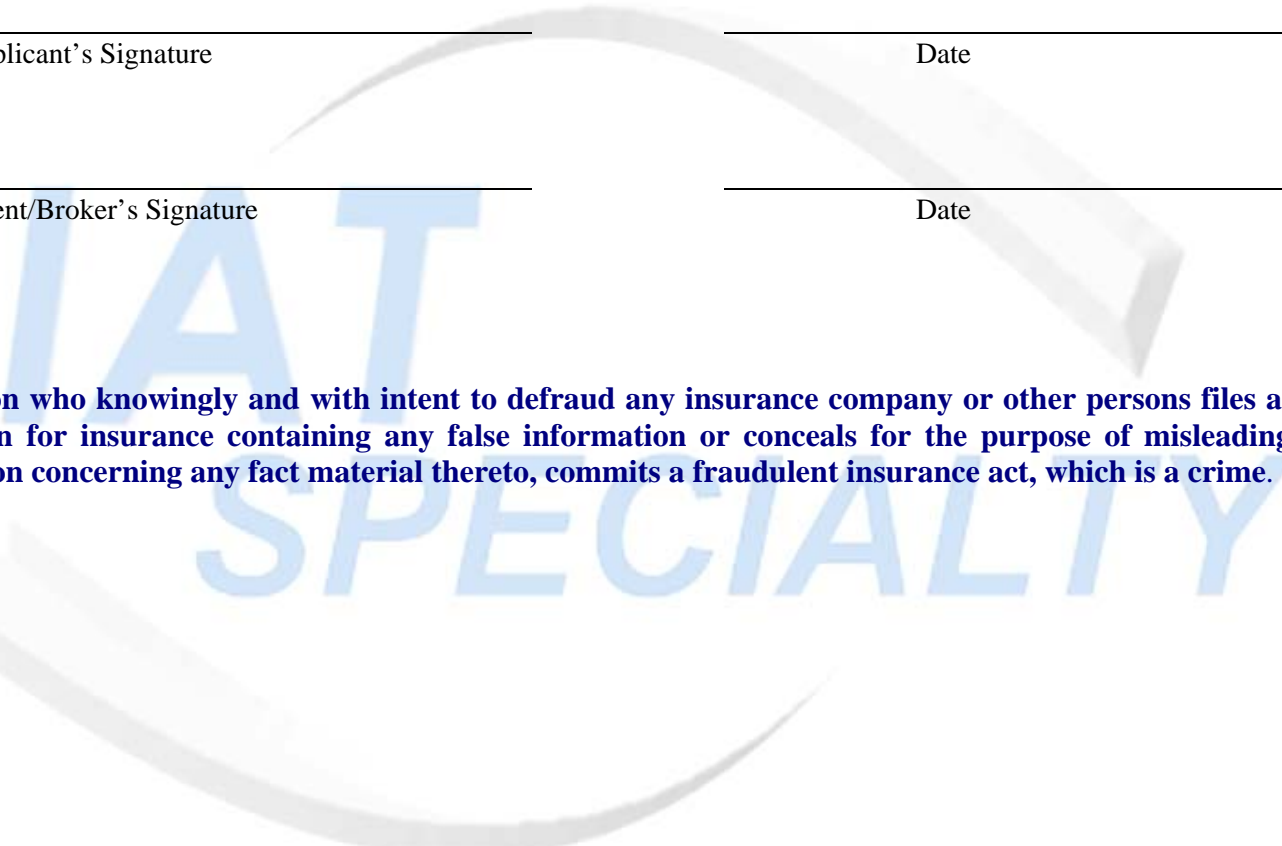 plicant’s Signature Date
ent/Broker’s Signature Date
IAT
on who knowingly and with intent to defraud any insurance company or other persons files a
n for insurance containing any false information or conceals for the purpose of misleading
on concerning any fact material thereto, commits a fraudulent insurance act, which is a crime.
SPECIALTY